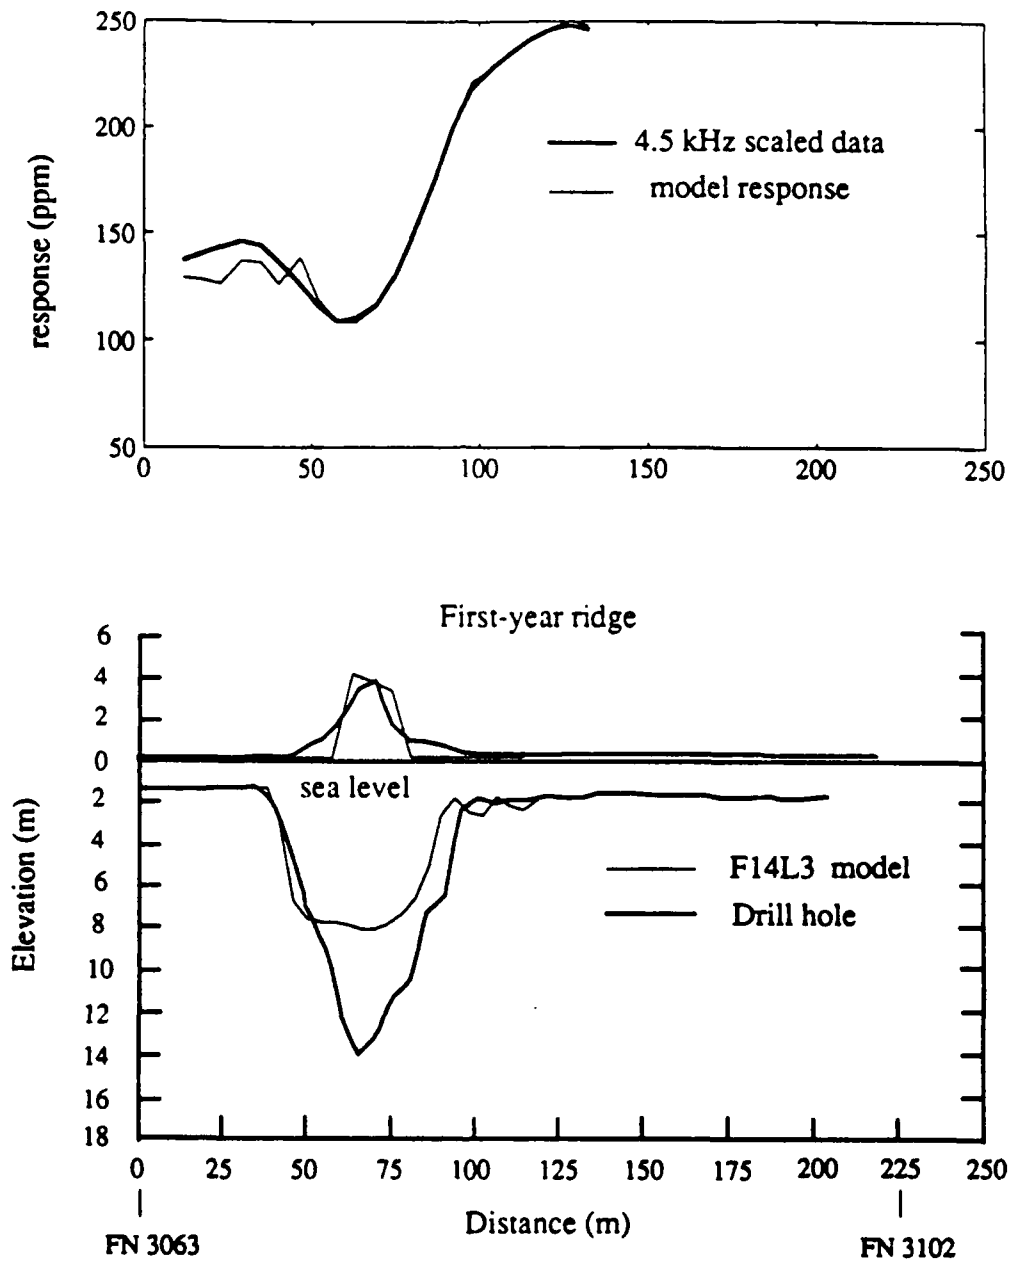 250
200
150
100
50
response (ppm)
4.5 kHz scaled data
model response
0 50 100 150 200 250
First-year ridge
6
4
2
0
sea level
2
4
6
8
10
12
14
16
18
Elevation (m)
F14L3 model
Drill hole
0 25 50 75 100 125 150 175 200 225 250
Distance (m)
FN 3063
FN 3102